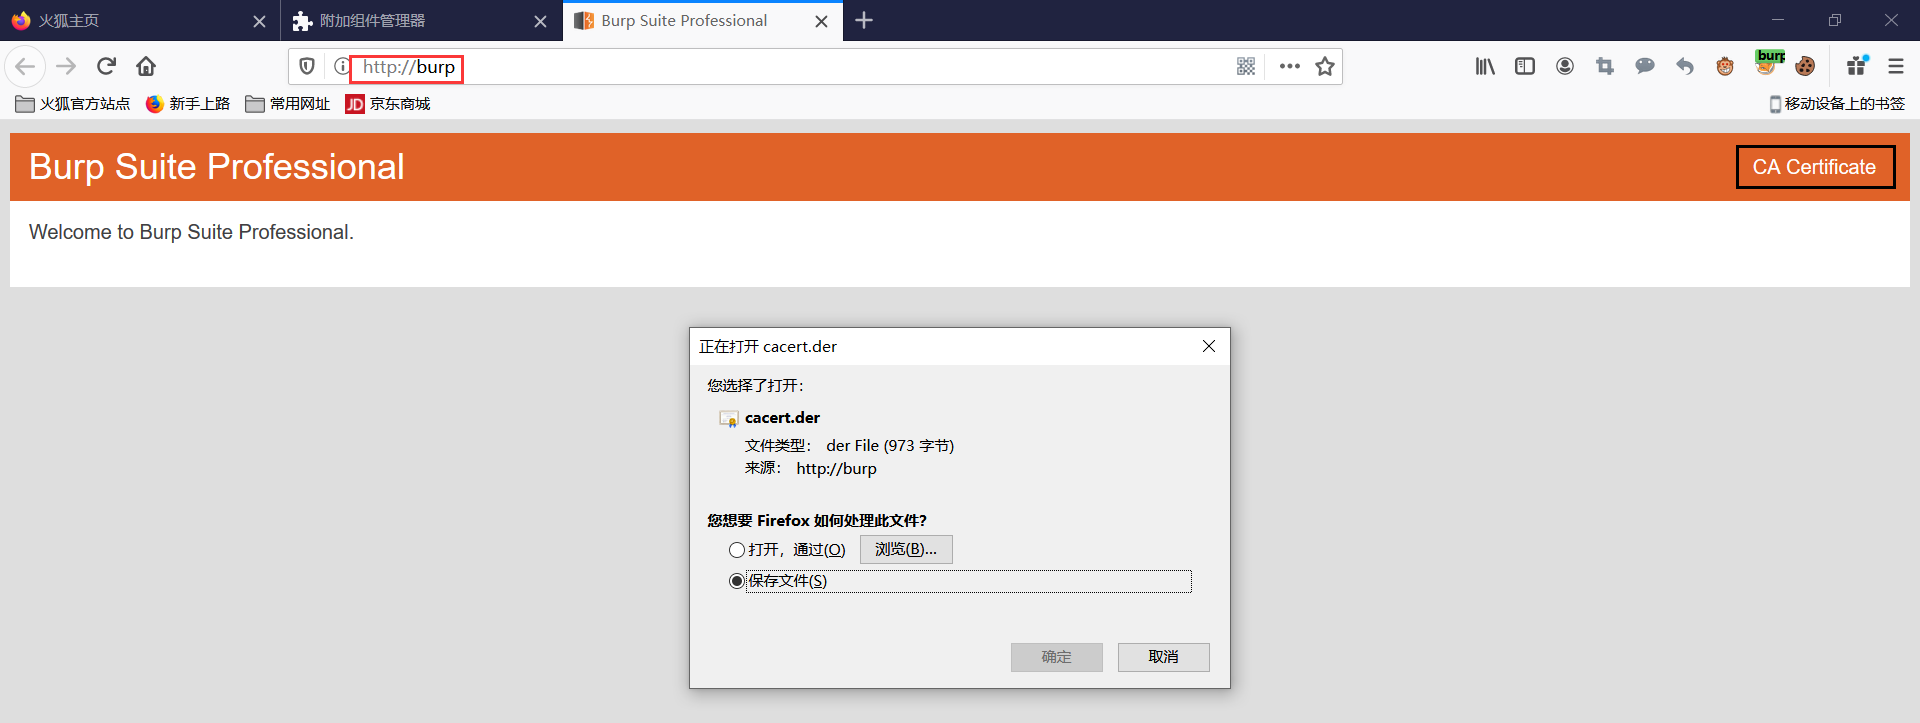 火狐主页
附加组件管理器
Burp Suite Professional
http://burp
burp
火狐官方站点
新手上路
常用网址
JD
京东商城
移动设备上的书签
Burp Suite Professional
CA Certificate
Welcome to Burp Suite Professional.
正在打开 cacert.der
您选择了打开：
cacert.der
文件类型： der File (973 字节)
来源： http://burp
您想要 Firefox 如何处理此文件？
打开，通过(O)
浏览(B)...
保存文件(S)
确定
取消